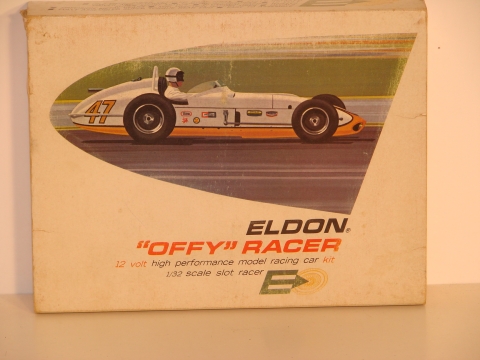 47
ELDON®
"OFFY" RACER
12 volt high performance model racing car kit
1/32 scale slot racer
E